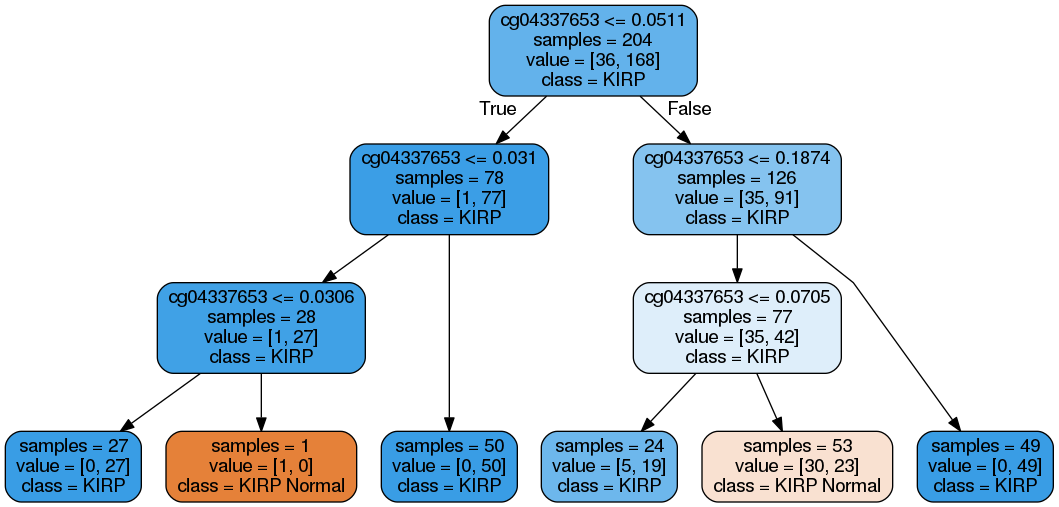 cg04337653 <= 0.0511
samples = 204
value = [36, 168]
class = KIRP
True
False
cg04337653 <= 0.031
samples = 78
value = [1, 77]
class = KIRP
cg04337653 <= 0.1874
samples = 126
value = [35, 91]
class = KIRP
cg04337653 <= 0.0306
samples = 28
value = [1, 27]
class = KIRP
cg04337653 <= 0.0705
samples = 77
value = [35, 42]
class = KIRP
samples = 27
value = [0, 27]
class = KIRP
samples = 1
value = [1, 0]
class = KIRP Normal
samples = 50
value = [0, 50]
class = KIRP
samples = 24
value = [5, 19]
class = KIRP
samples = 53
value = [30, 23]
class = KIRP Normal
samples = 49
value = [0, 49]
class = KIRP